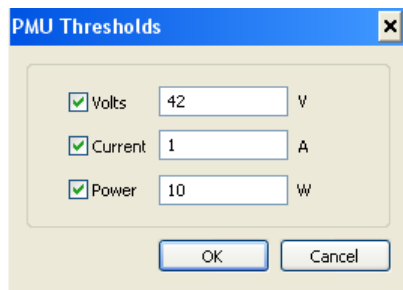 PMU Thresholds
Volts 42 V
Current 1 A
Power 10 W
OK Cancel